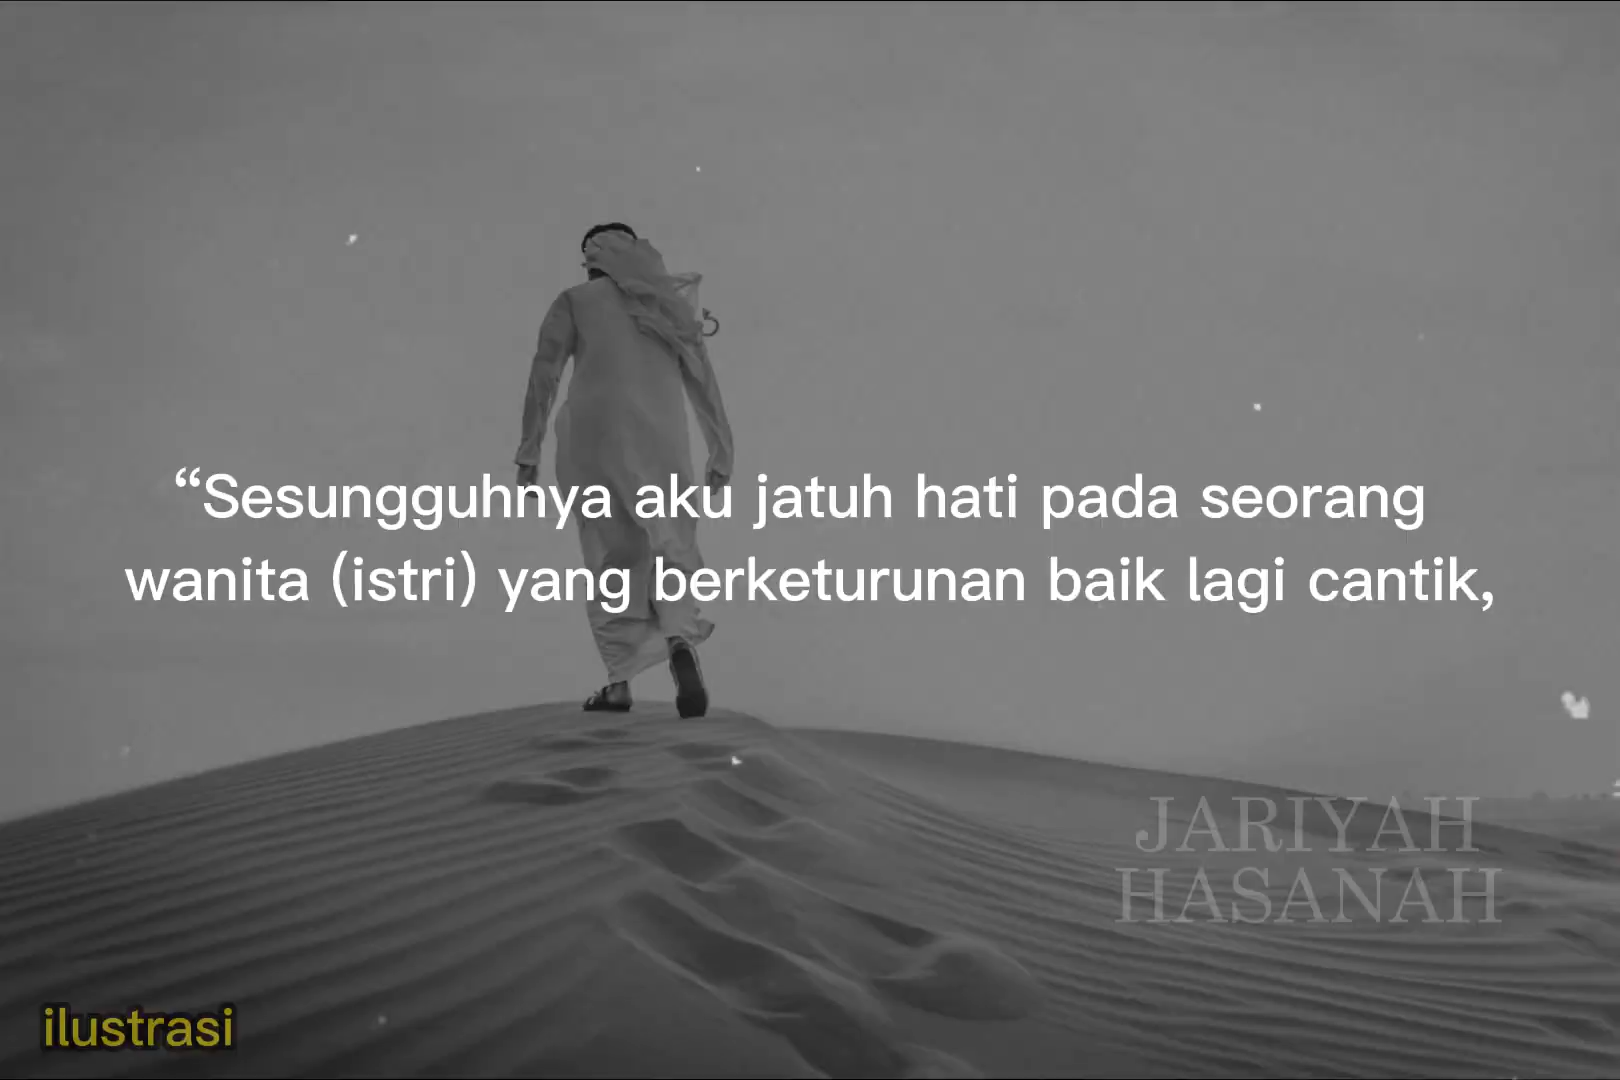 “Sesungguhnya aku jatuh hati pada seorang
wanita (istri) yang berketurunan baik lagi cantik,
JARIYAH
HASANAH
ilustrasi